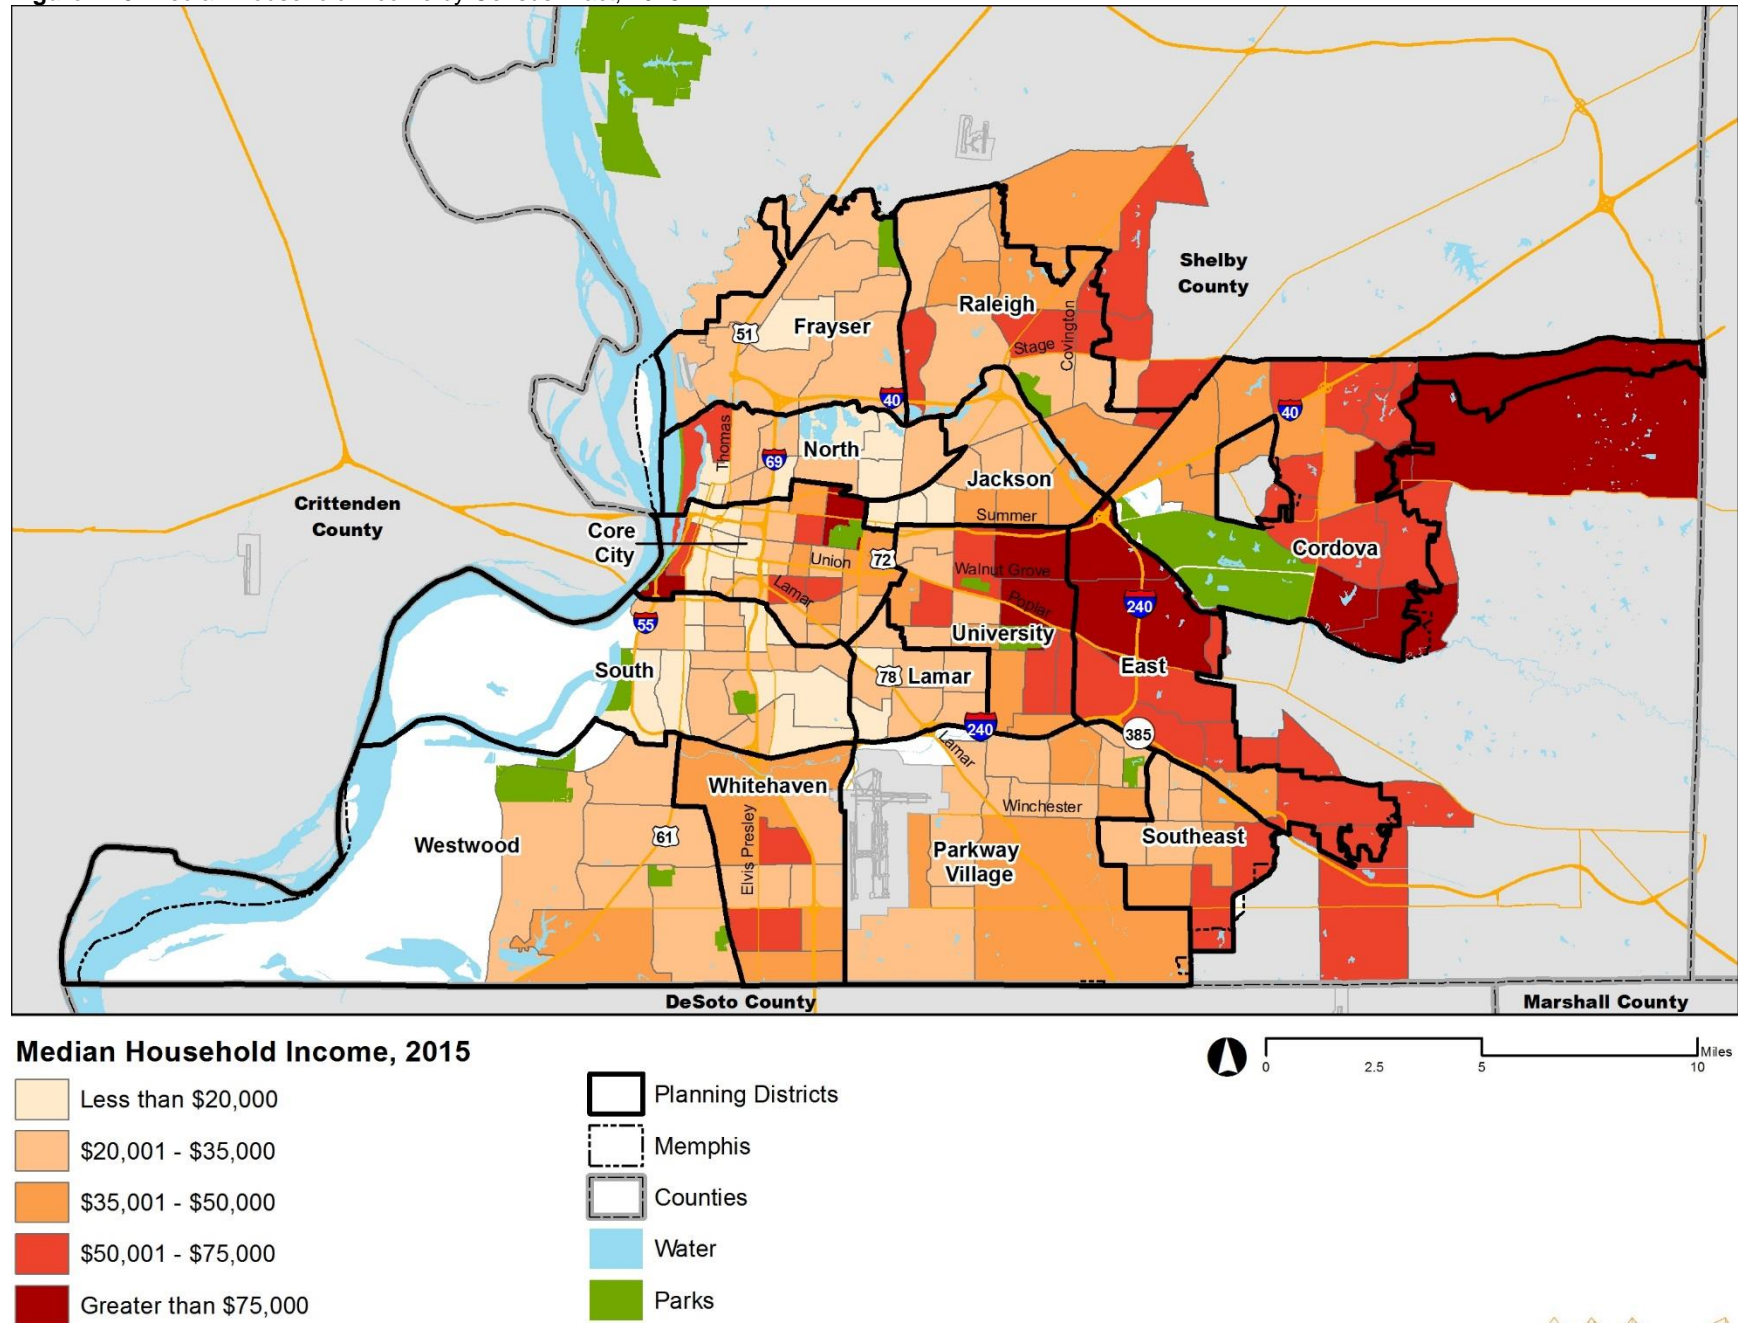 Shelby
County
Raleigh
Frayser
51
Stage
Covington
40
40
Thomas
North
69
Jackson
Crittenden
County
Summer
Core
City
Cordova
Union
72
Walnut Grove
Lamar
Poplar
240
55
University
South
East
78
Lamar
240
385
Lamar
Whitehaven
Winchester
Westwood
61
Elvis Presley
Southeast
Parkway
Village
DeSoto County
Marshall County
Median Household Income, 2015
Less than $20,000
$20,001 - $35,000
$35,001 - $50,000
$50,001 - $75,000
Greater than $75,000
Planning Districts
Memphis
Counties
Water
Parks
Miles
0
2.5
5
10